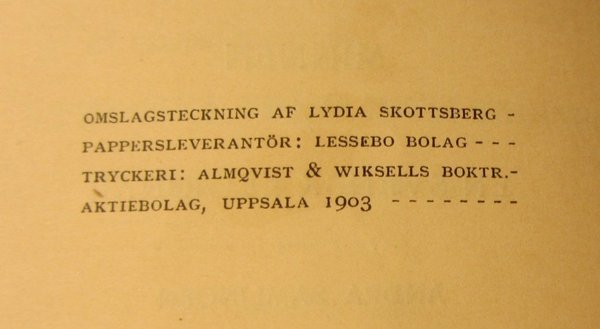 OMSLAGSTECKNING AF LYDIA SKOTTSBERG -
PAPPERSLEVERANTÖR: LESSEBO BOLAG - - -
TRYCKERI: ALMQVIST & WIKSELLS BOKTR.-
AKTIEBOLAG, UPPSALA 1903 - - - - - - - -